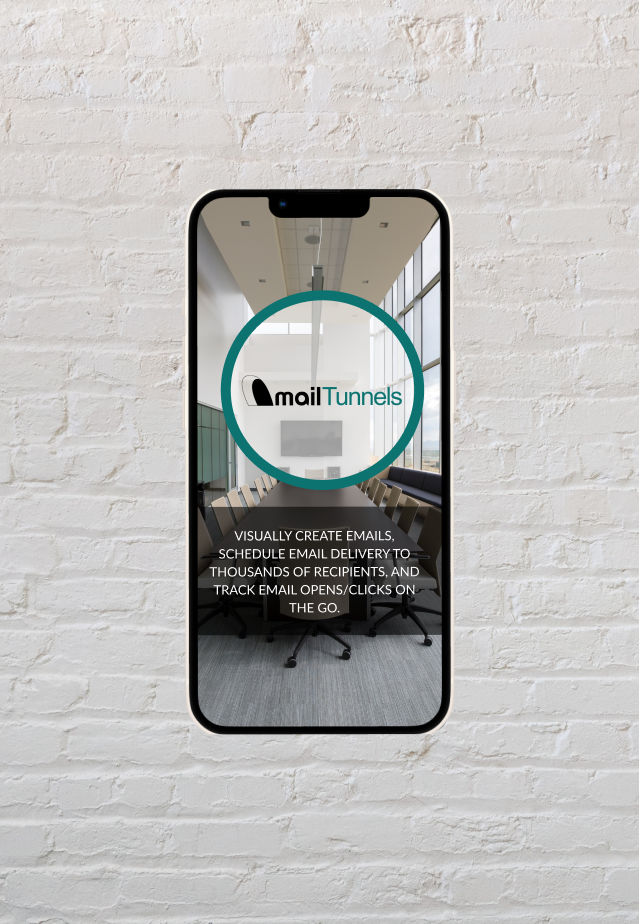 mailTunnels
VISUALLY CREATE EMAILS,
SCHEDULE EMAIL DELIVERY TO
THOUSANDS OF RECIPIENTS, AND
TRACK EMAIL OPENS/CLICKS ON
THE GO.